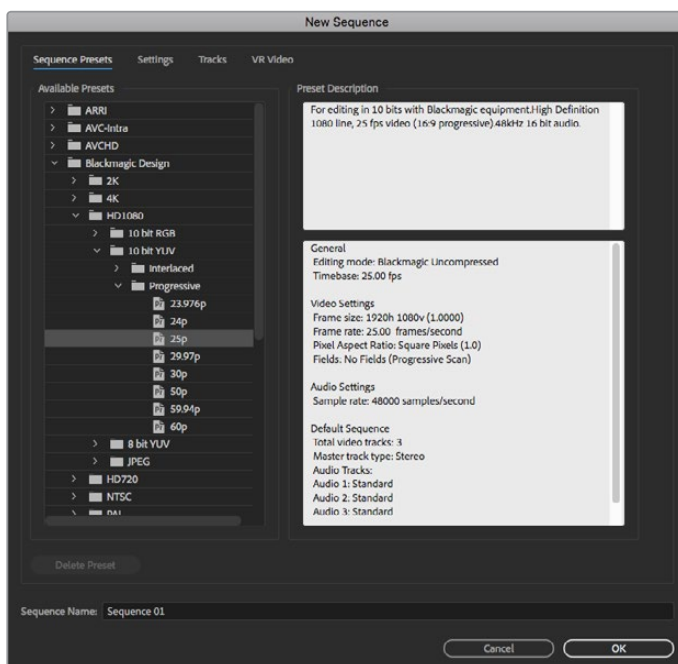 New Sequence
Sequence Presets Settings Tracks VR Video
Available Presets
ARRI
AVC-Intra
AVCHD
Blackmagic Design
2K
4K
HD1080
10 bit RGB
10 bit YUV
Interlaced
Progressive
23.976p
24p
25p
29.97p
30p
50p
59.94p
60p
8 bit YUV
JPEG
HD720
NTSC
PAL
Preset Description
For editing in 10 bits with Blackmagic equipment.High Definition
1080 line, 25 fps video (16:9 progressive).48kHz 16 bit audio.
General
Editing mode: Blackmagic Uncompressed
Timebase: 25.00 fps
Video Settings
Frame size: 1920h 1080v (1.0000)
Frame rate: 25.00 frames/second
Pixel Aspect Ratio: Square Pixels (1.0)
Fields: No Fields (Progressive Scan)
Audio Settings
Sample rate: 48000 samples/second
Default Sequence
Total video tracks: 3
Master track type: Stereo
Audio Tracks:
Audio 1: Standard
Audio 2: Standard
Audio 3: Standard
Delete Preset
Sequence Name: Sequence 01
Cancel OK